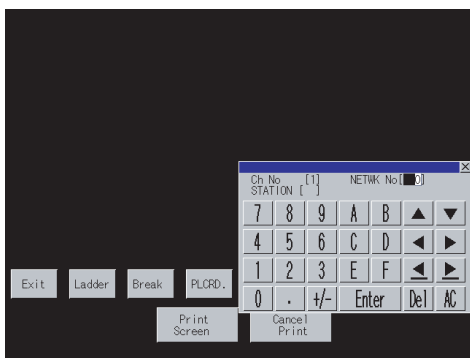 Ch No [1] NETWK No[ 0]
STATION [ ]
7 8 9 A B ▲ ▼
4 5 6 C D ◀ ▶
1 2 3 E F ◀ ▶
0 . +/- Enter Del AC
Exit Ladder Break PLCRD.
Print Screen
Cancel Print